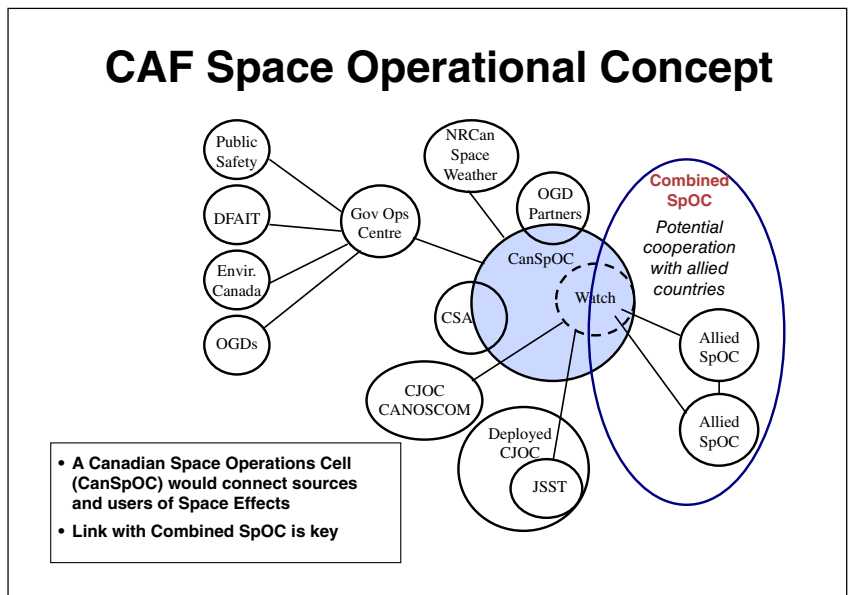 CAF Space Operational Concept
Public
Safety
DFAIT
Envir.
Canada
OGDs
Gov Ops
Centre
NRCan
Space
Weather
OGD
Partners
CanSpOC
Watch
CSA
CJOC
CANOSCOM
Deployed
CJOC
JSST
Combined
SpOC
Potential
cooperation
with allied
countries
Allied
SpOC
Allied
SpOC
• A Canadian Space Operations Cell
(CanSpOC) would connect sources
and users of Space Effects
• Link with Combined SpOC is key